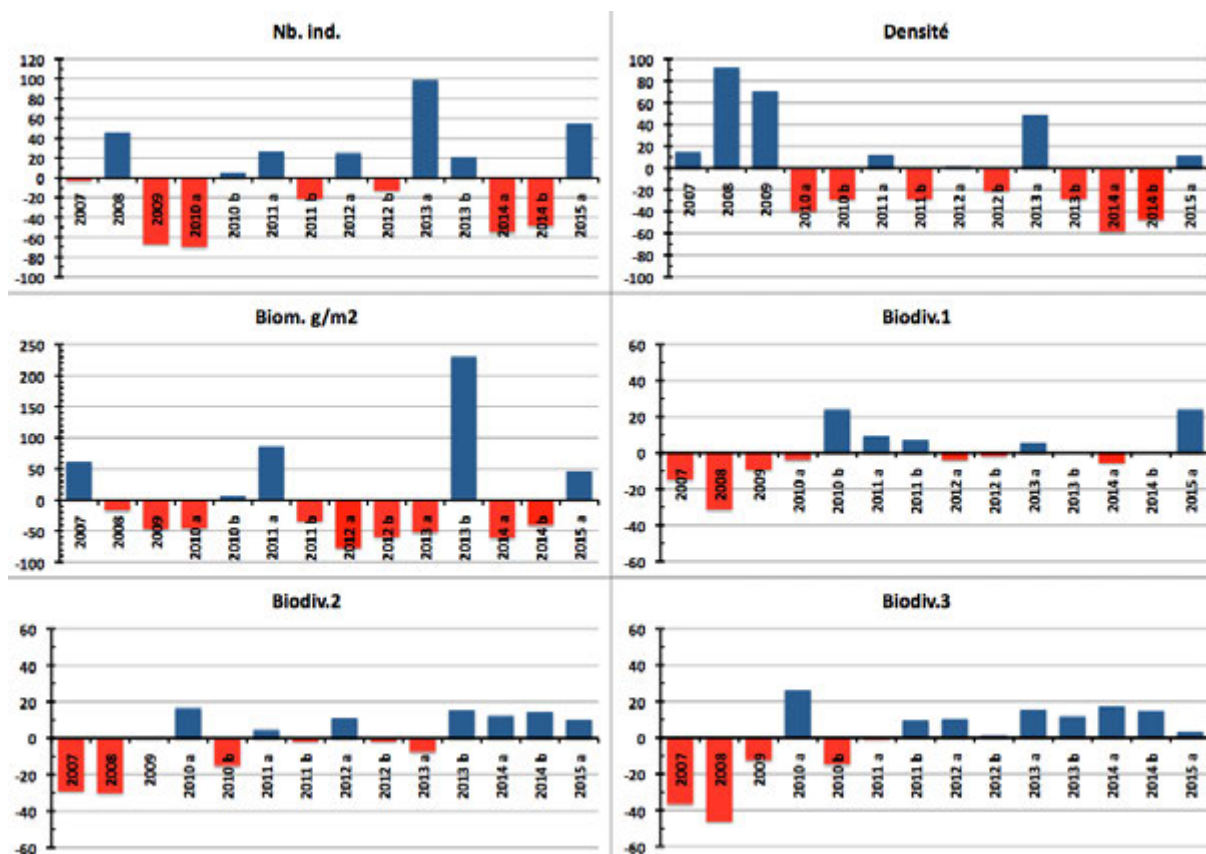 Nb. ind.
120
100
80
60
40
20
0
-20
-40
-60
-80
-100
2007
2008
2009
2010 a
2010 b
2011 a
2011 b
2012 a
2012 b
2013 a
2013 b
2014 a
2014 b
2015 a
Densité
100
80
60
40
20
0
-20
-40
-60
-80
-100
2007
2008
2009
2010 a
2010 b
2011 a
2011 b
2012 a
2012 b
2013 a
2013 b
2014 a
2014 b
2015 a
Biom. g/m2
250
200
150
100
50
0
-50
-100
2007
2008
2009
2010 a
2010 b
2011 a
2011 b
2012 a
2012 b
2013 a
2013 b
2014 a
2014 b
2015 a
Biodiv.1
60
40
20
0
-20
-40
-60
2007
2008
2009
2010 a
2010 b
2011 a
2011 b
2012 a
2012 b
2013 a
2013 b
2014 a
2014 b
2015 a
Biodiv.2
60
40
20
0
-20
-40
-60
2007
2008
2009
2010 a
2010 b
2011 a
2011 b
2012 a
2012 b
2013 a
2013 b
2014 a
2014 b
2015 a
Biodiv.3
60
40
20
0
-20
-40
-60
2007
2008
2009
2010 a
2010 b
2011 a
2011 b
2012 a
2012 b
2013 a
2013 b
2014 a
2014 b
2015 a